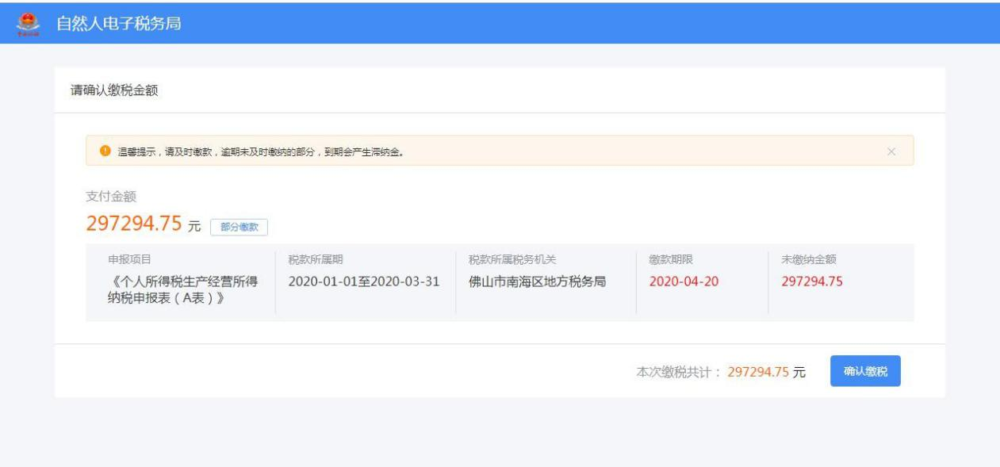 自然人电子税务局
请确认缴税金额
温馨提示，请及时缴款，逾期未及时缴纳的部分，到期会产生滞纳金。
支付金额
297294.75 元 部分缴款
申报项目 税款所属期 税款所属税务机关 缴款期限 未缴纳金额
《个人所得税生产经营所得 2020-01-01至2020-03-31 佛山市南海区地方税务局 2020-04-20 297294.75
纳税申报表（A表）》
本次缴税共计： 297294.75 元 确认缴税